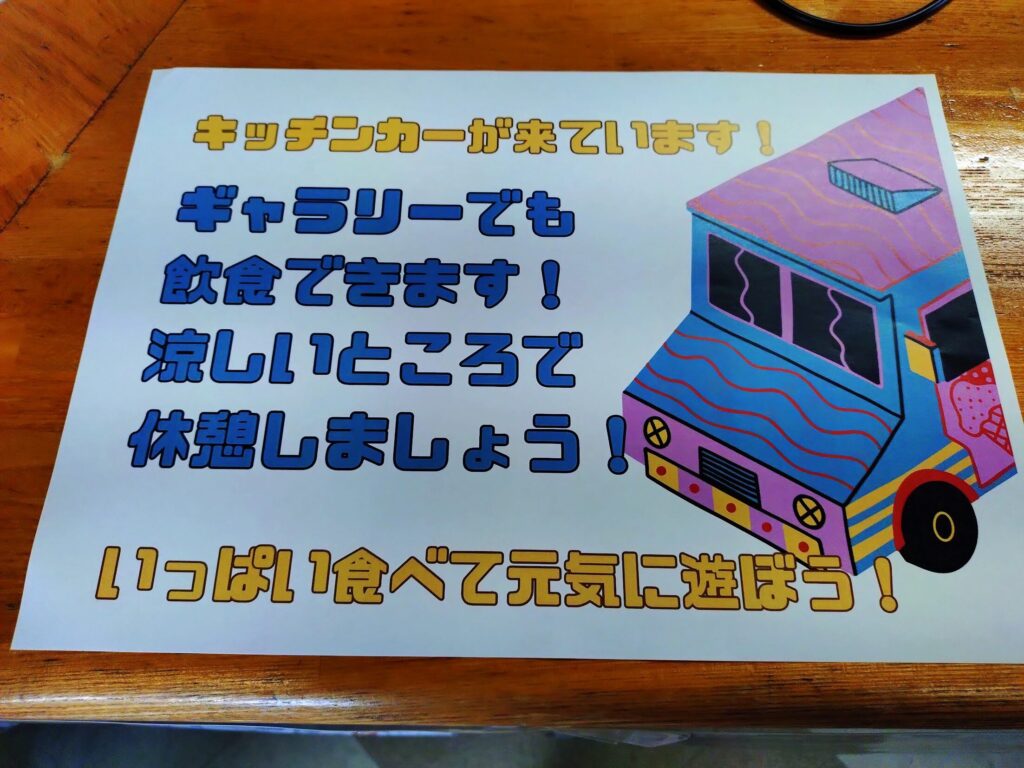 キッチンカーが来ています！
ギャラリーでも
飲食できます！
涼しいところで
休憩しましょう！
いっぱい食べて元気に遊ぼう！